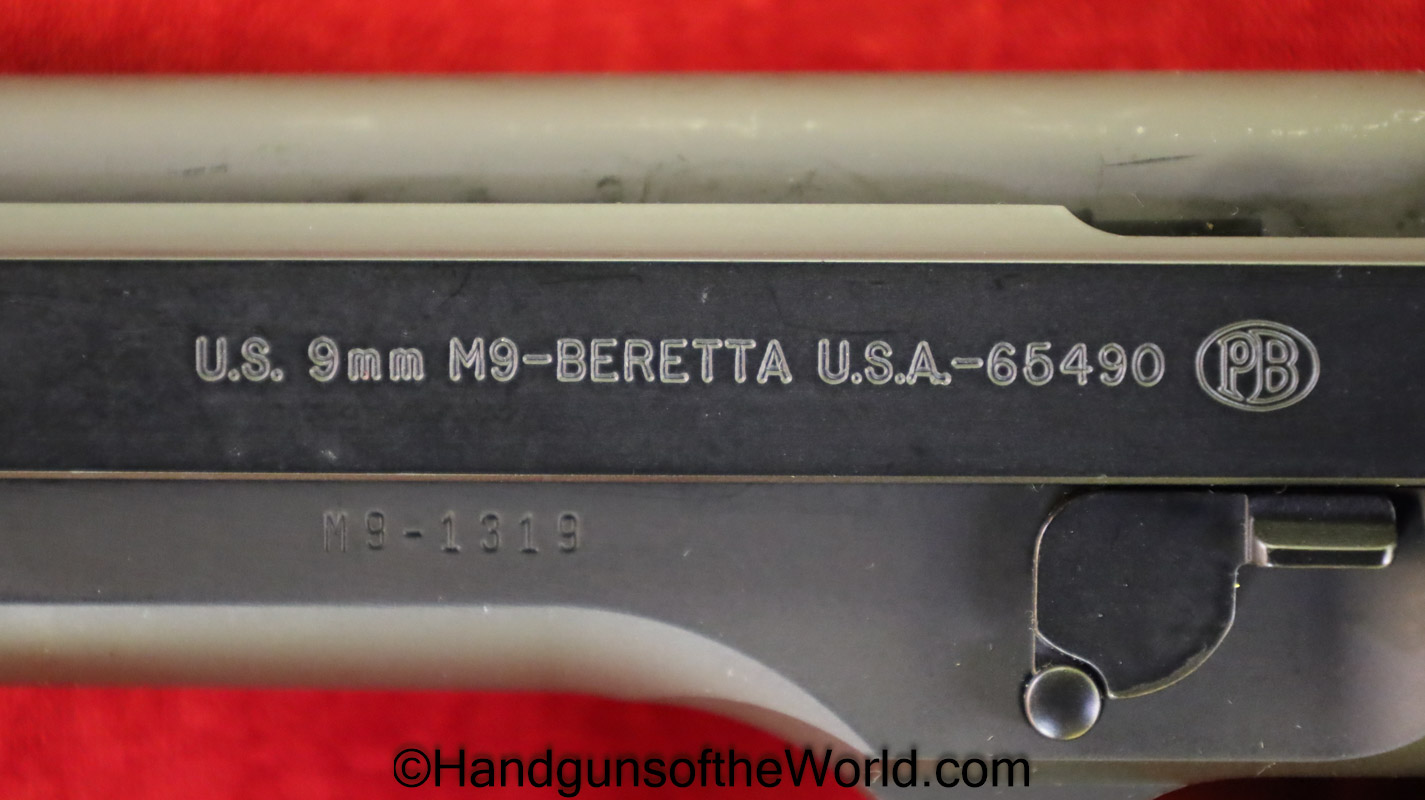 U.S. 9mm M9-BERETTA U.S.A.-65490 PB
M9-1319
©HandgunsoftheWorld.com